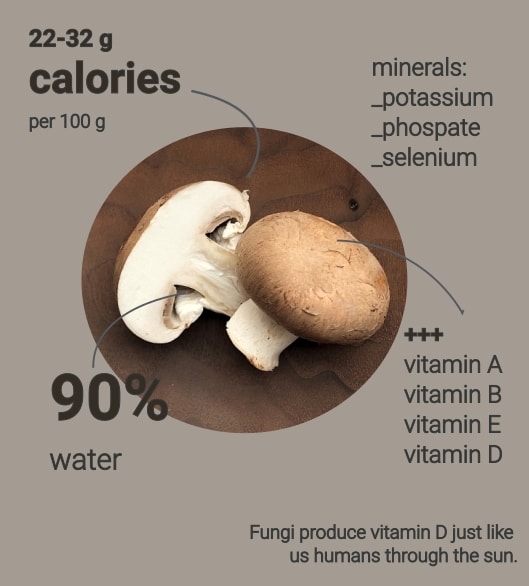 22-32 g
calories
per 100 g
minerals:
_potassium
_phospate
_selenium
90%
water
+++
vitamin A
vitamin B
vitamin E
vitamin D
Fungi produce vitamin D just like
us humans through the sun.